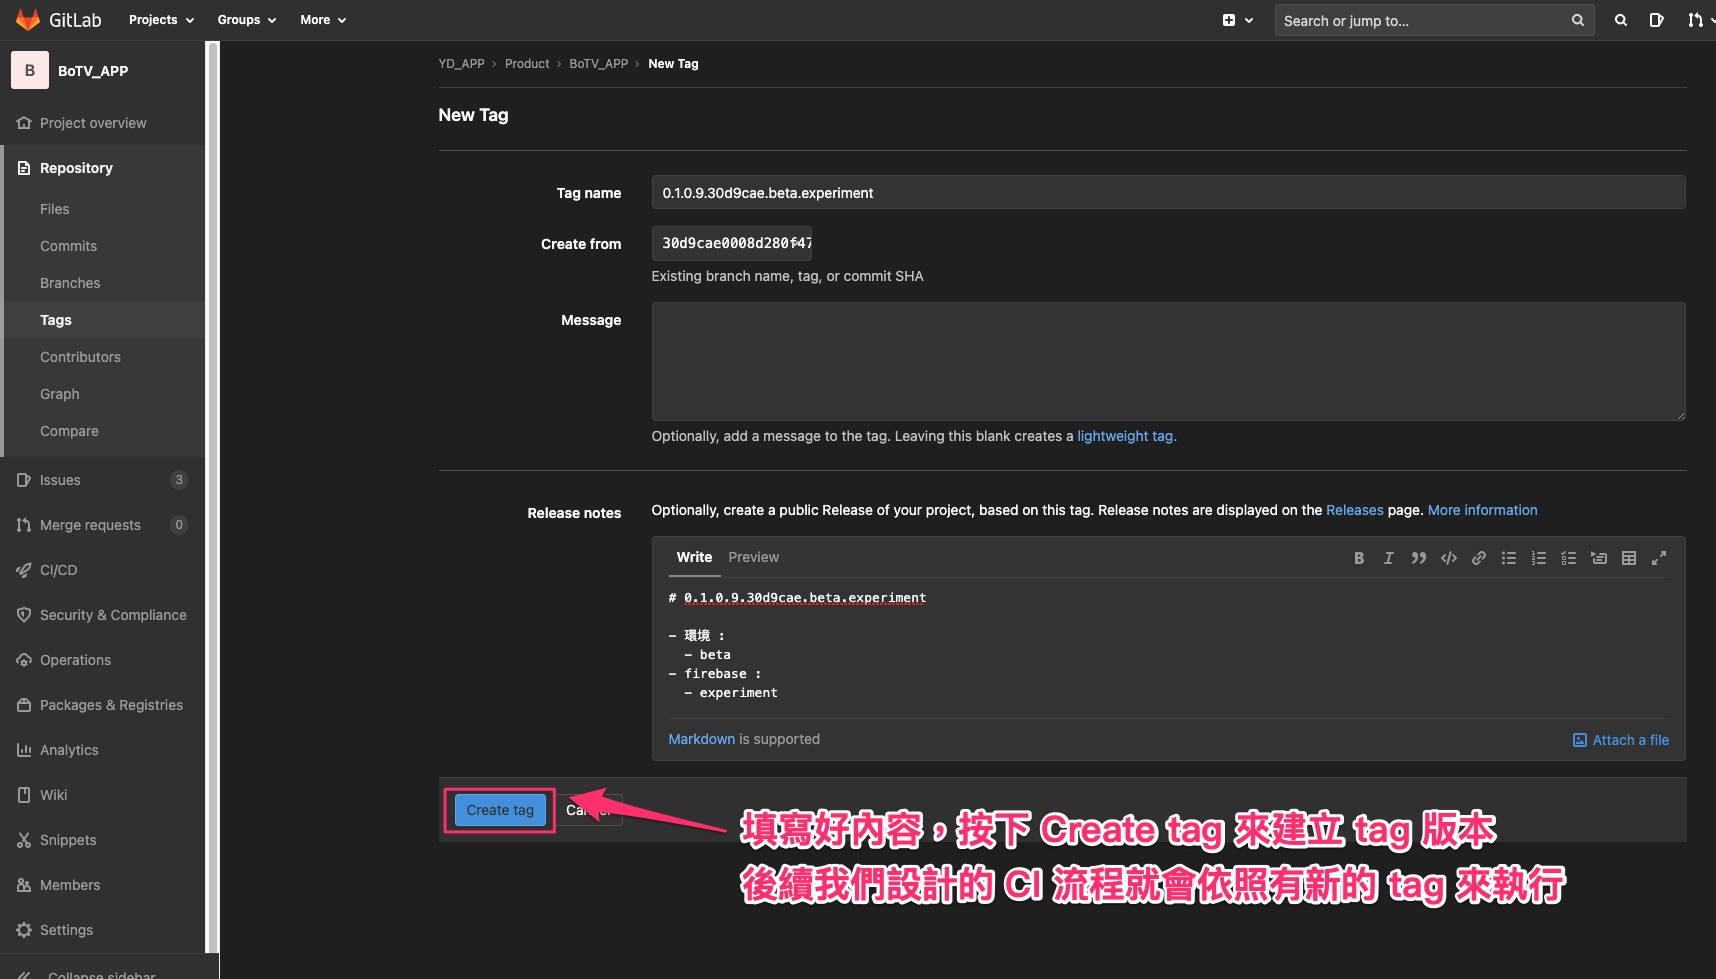 GitLab Projects Groups More Search or jump to...
B BoTV_APP
Project overview
Repository
Files
Commits
Branches
Tags
Contributors
Graph
Compare
Issues 3
Merge requests 0
CI/CD
Security & Compliance
Operations
Packages & Registries
Analytics
Wiki
Snippets
Members
Settings
Collapse sidebar
YD_APP › Product › BoTV_APP › New Tag
New Tag
Tag name 0.1.0.9.30d9cae.beta.experiment
Create from 30d9cae0008d280f47
Existing branch name, tag, or commit SHA
Message
Optionally, add a message to the tag. Leaving this blank creates a lightweight tag.
Release notes Optionally, create a public Release of your project, based on this tag. Release notes are displayed on the Releases page. More information
Write Preview
# 0.1.0.9.30d9cae.beta.experiment
- 環境 :
- beta
- firebase :
- experiment
Markdown is supported Attach a file
Create tag
填寫好內容，按下 Create tag 來建立 tag 版本
後續我們設計的 CI 流程就會依照有新的 tag 來執行